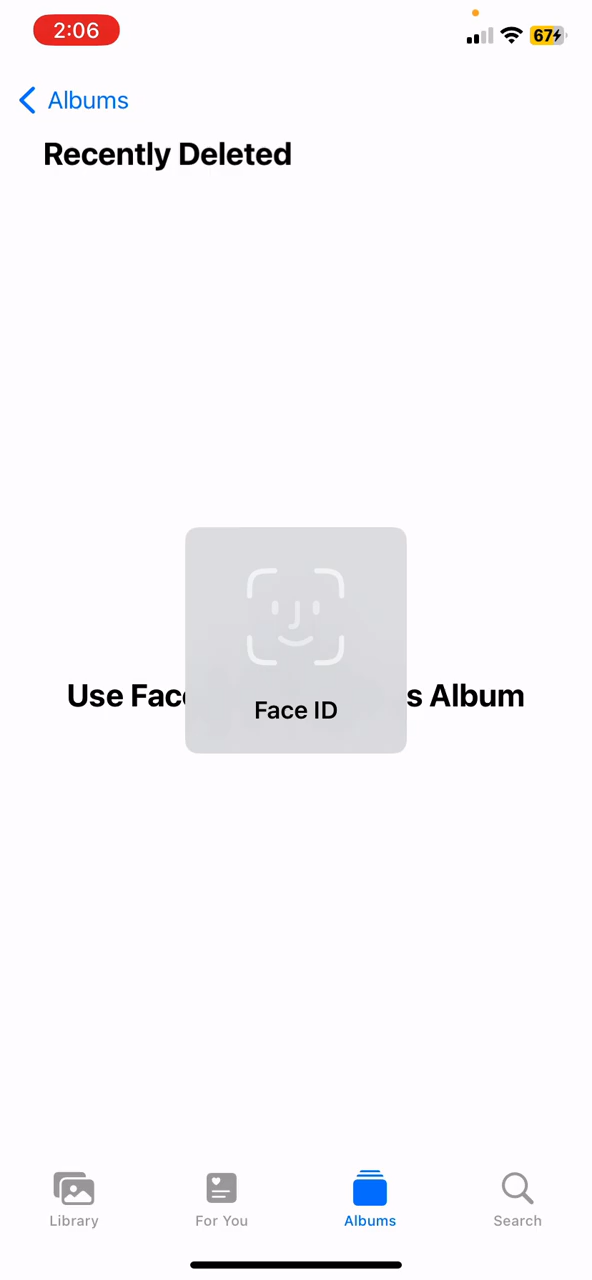 2:06
67
Albums
Recently Deleted
Use Fac
s Album
Face ID
Library
For You
Albums
Search